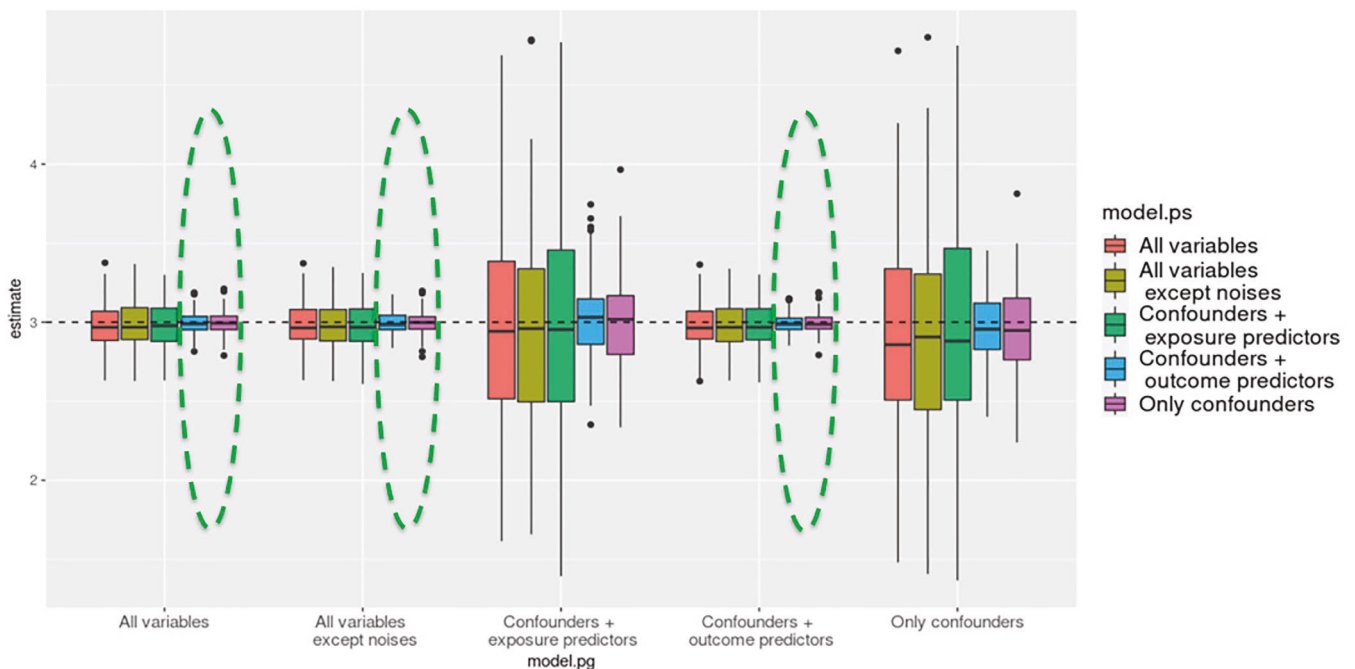 4
3
2
estimate
All variables
All variables
except noises
Confounders +
exposure predictors
Confounders +
outcome predictors
Only confounders
model.pg
model.ps
All variables
All variables
except noises
Confounders +
exposure predictors
Confounders +
outcome predictors
Only confounders